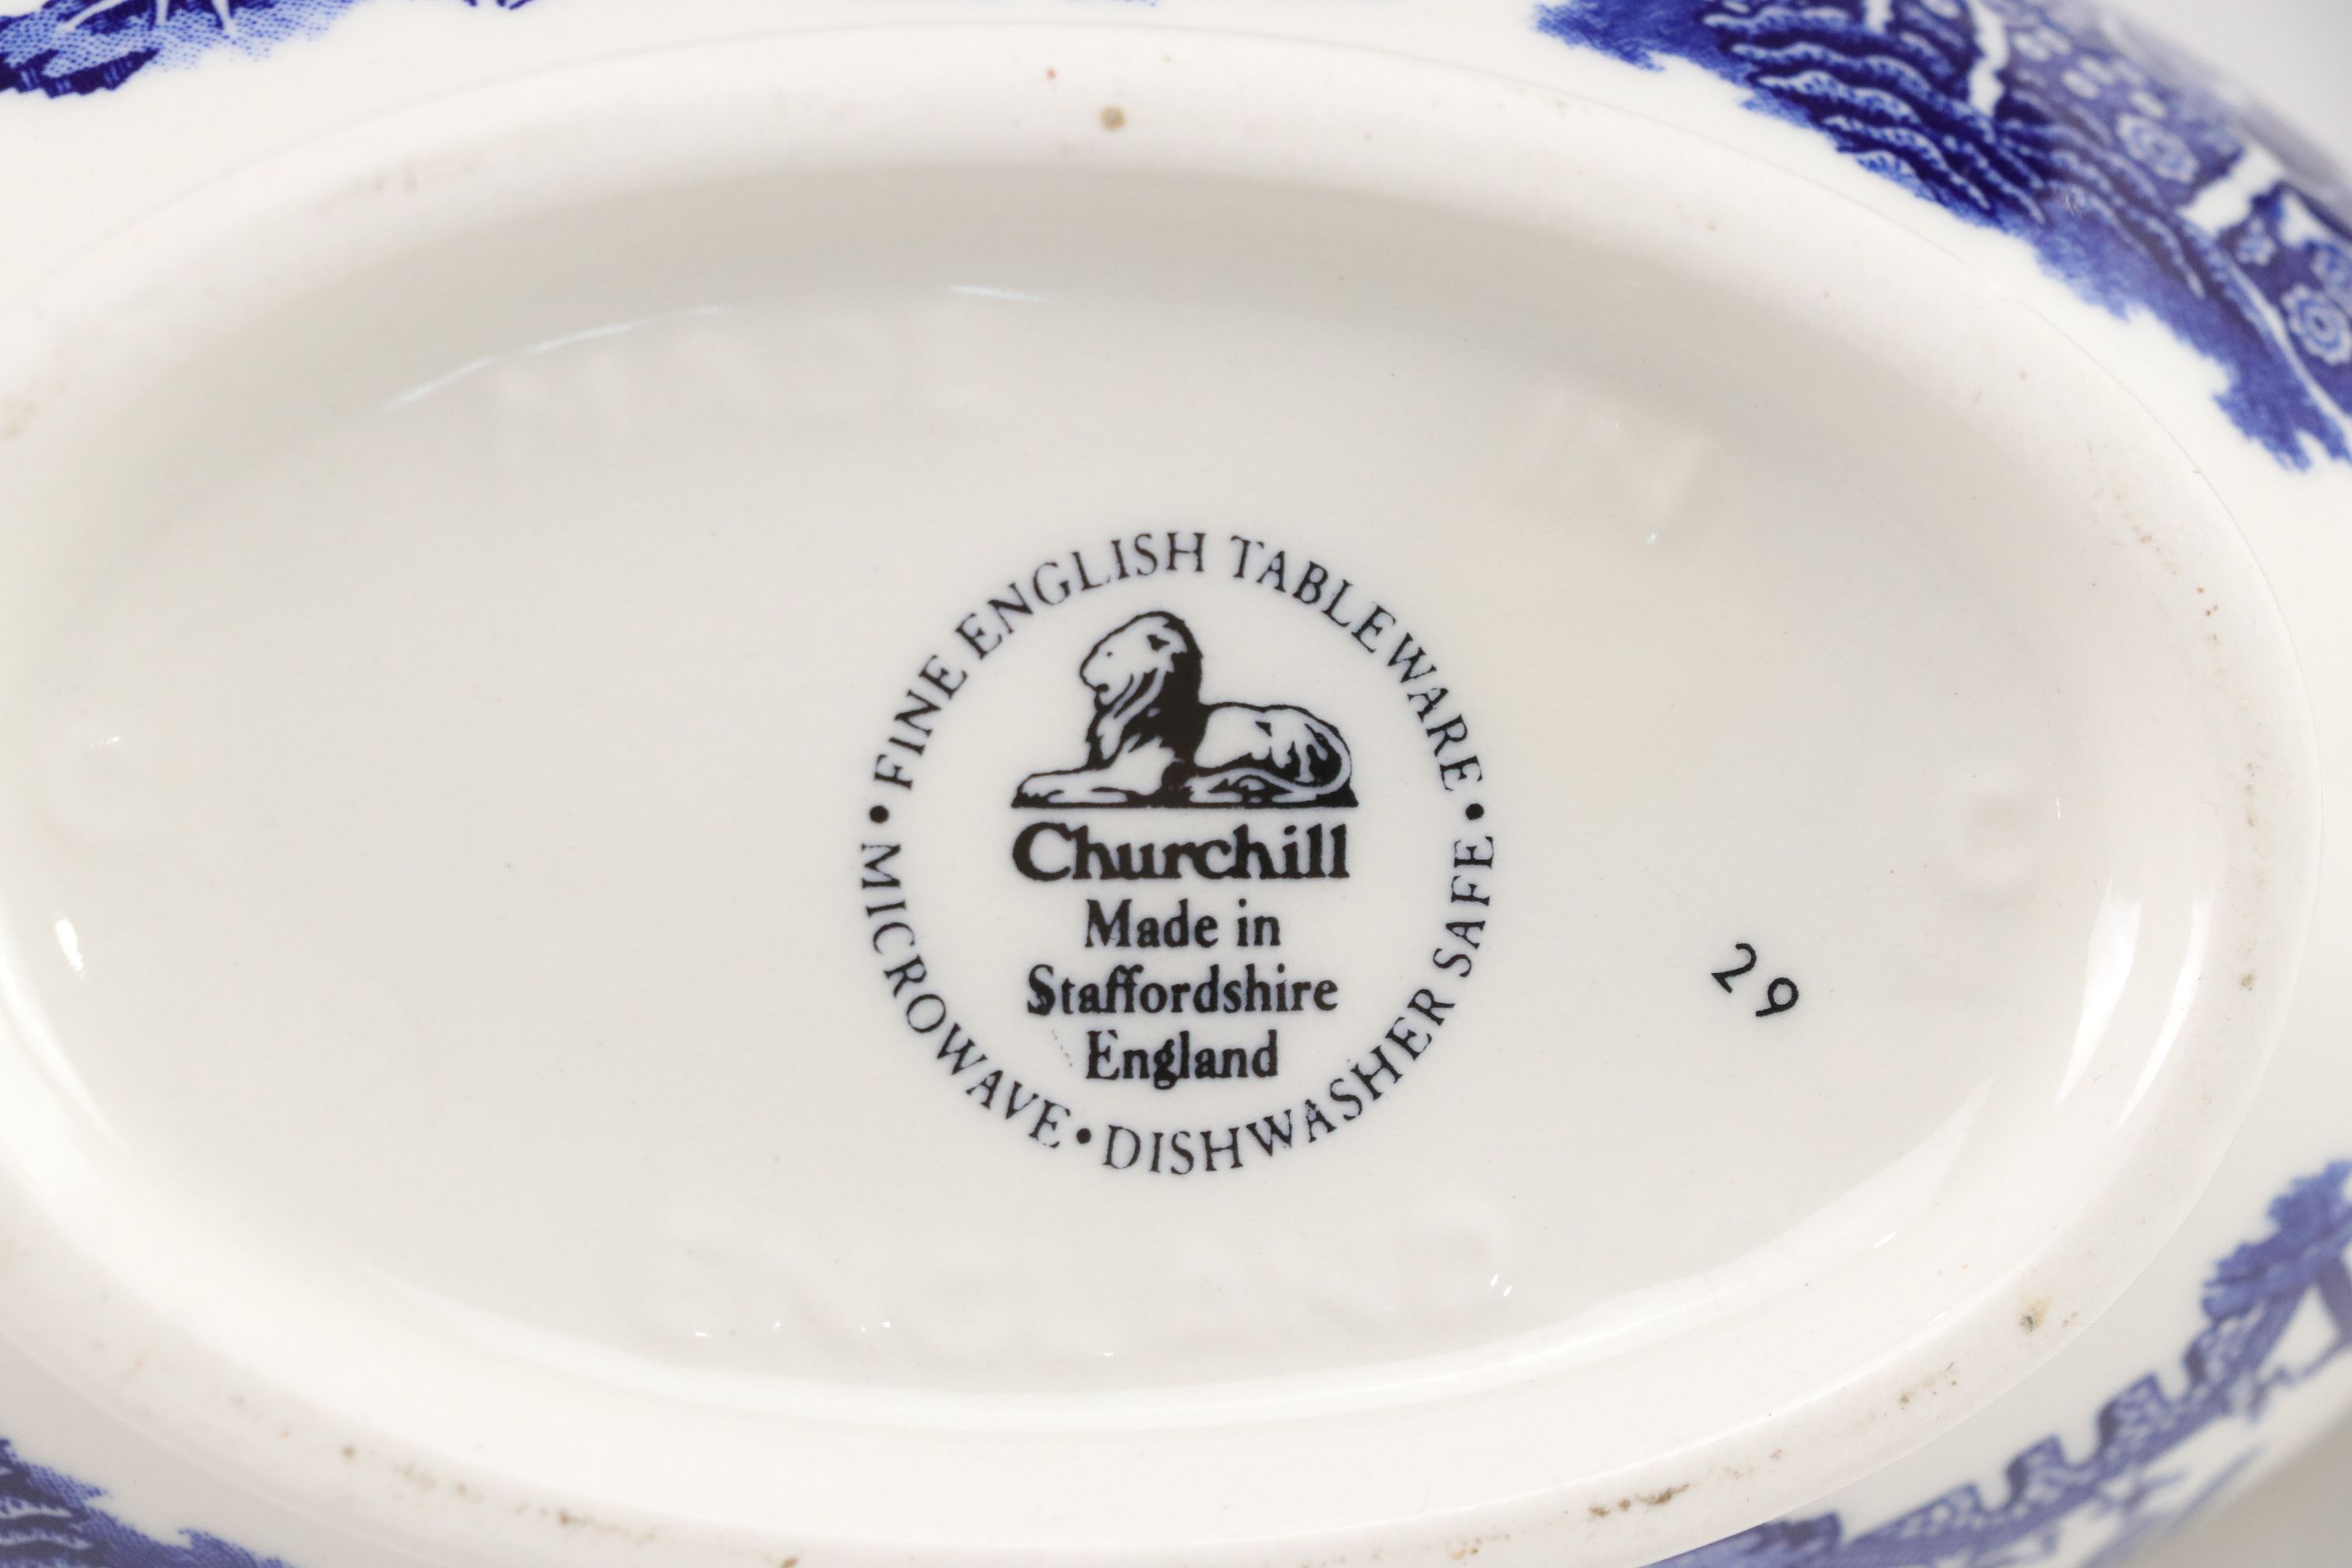 • FINE ENGLISH TABLEWARE •
Churchill
Made in
Staffordshire
England
MICROWAVE • DISHWASHER SAFE
29